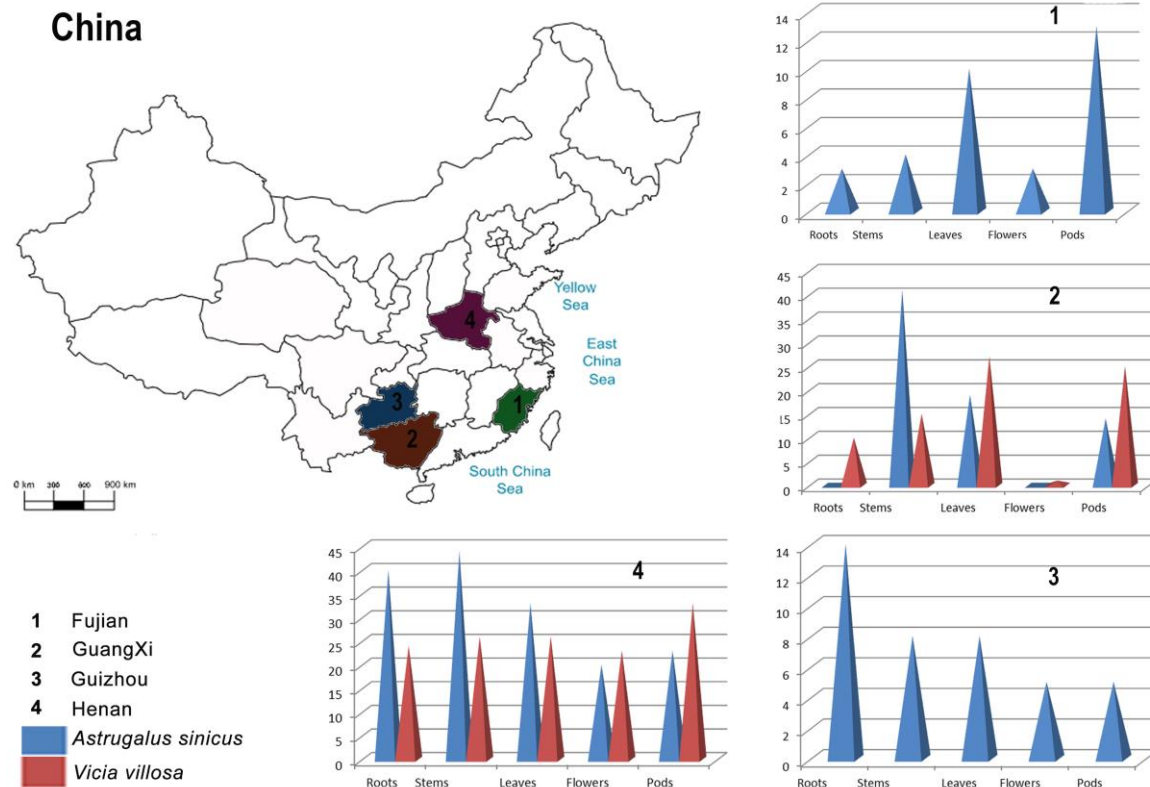 China
Yellow
Sea
East
China
Sea
South China
Sea
4
3
2
1
0 km 300 600 900 km
1
14
12
10
8
6
4
2
0
Roots Stems Leaves Flowers Pods
2
45
40
35
30
25
20
15
10
5
0
Roots Stems Leaves Flowers Pods
4
45
40
35
30
25
20
15
10
5
0
Roots Stems Leaves Flowers Pods
3
14
12
10
8
6
4
2
0
Roots Stems Leaves Flowers Pods
1 Fujian
2 GuangXi
3 Guizhou
4 Henan
Astrugalus sinicus
Vicia villosa